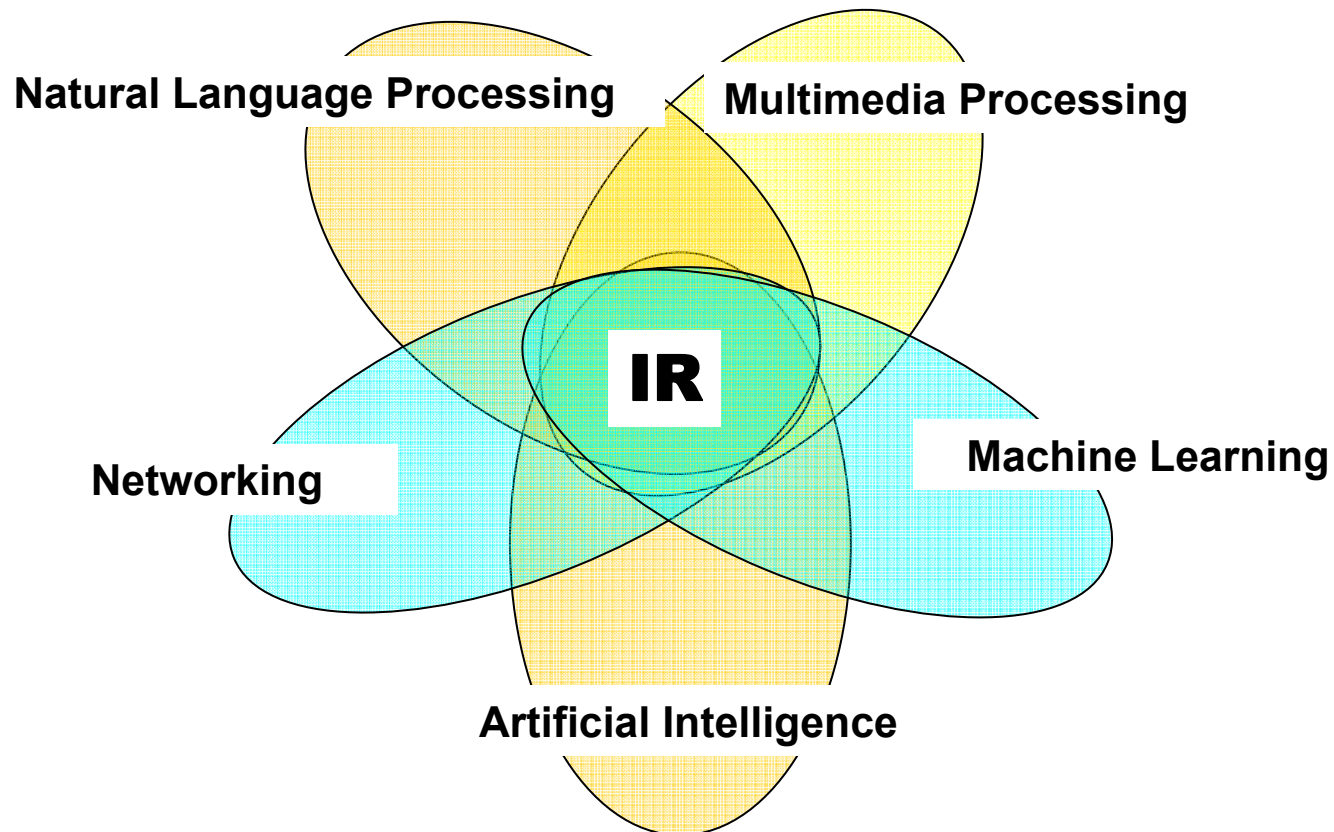 Natural Language Processing
Multimedia Processing
IR
Machine Learning
Networking
Artificial Intelligence